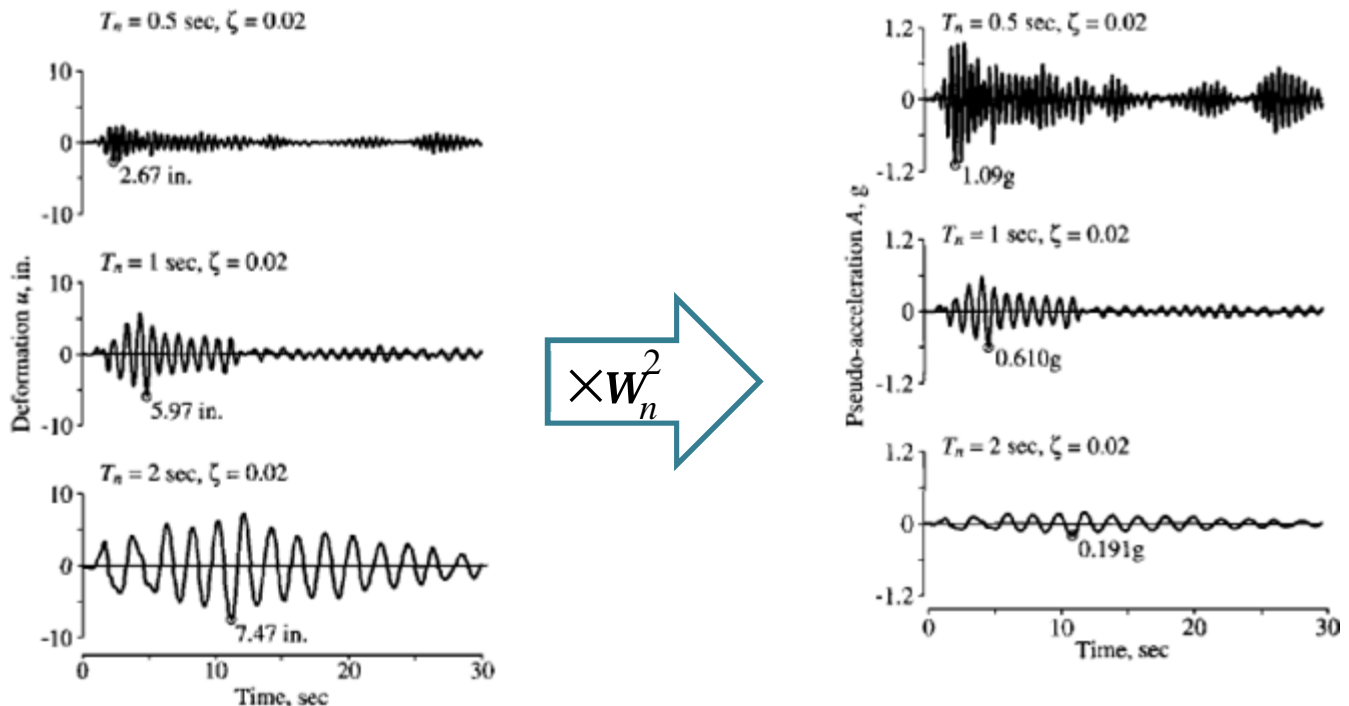 Tn = 0.5 sec, ζ = 0.02
10
0
2.67 in.
-10
Tn = 1 sec, ζ = 0.02
10
0
5.97 in.
-10
Deformation u, in.
Tn = 2 sec, ζ = 0.02
10
0
7.47 in.
-10
0 10 20 30
Time, sec
×w²n
Tn = 0.5 sec, ζ = 0.02
1.2
0
-1.2
1.09g
Tn = 1 sec, ζ = 0.02
1.2
0
0.610g
-1.2
Pseudo-acceleration A, g
Tn = 2 sec, ζ = 0.02
1.2
0
0.191g
-1.2
0 10 20 30
Time, sec